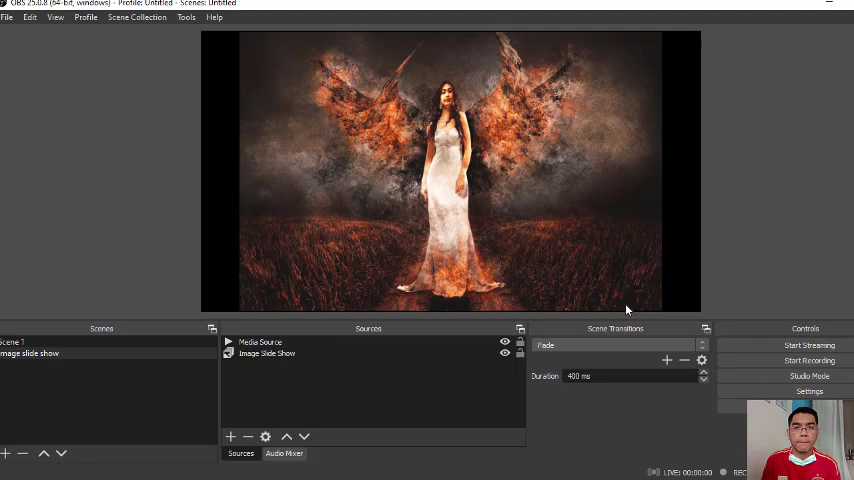 OBS 25.0.8 (64-bit, windows) - Profile: Untitled - Scenes: Untitled
File Edit View Profile Scene Collection Tools Help
Scenes
Sources
Scene Transitions
Controls
Scene 1
Image slide show
Media Source
Image Slide Show
Fade
Duration 400 ms
Start Streaming
Start Recording
Studio Mode
Settings
Sources Audio Mixer
LIVE: 00:00:00 REC